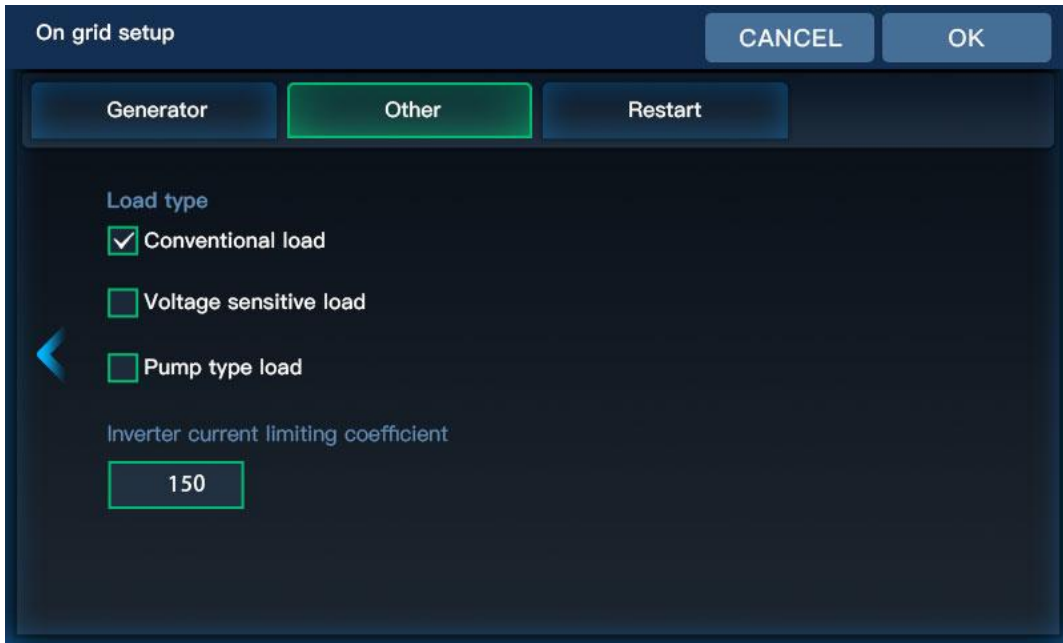 On grid setup
CANCEL
OK
Generator
Other
Restart
Load type
Conventional load
Voltage sensitive load
Pump type load
Inverter current limiting coefficient
150